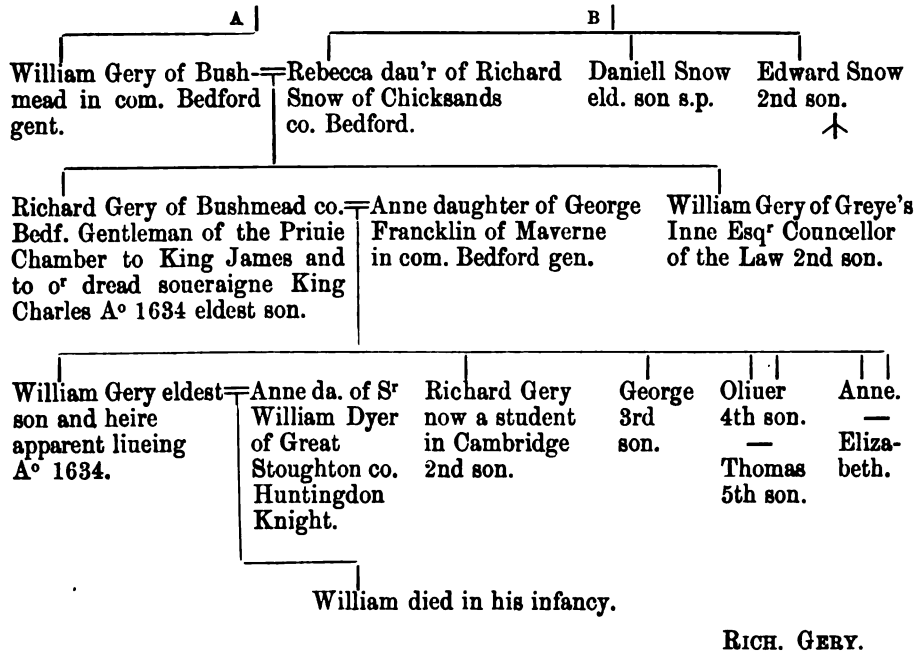 A
B
William Gery of Bush-
mead in com. Bedford
gent.
Rebecca dau'r of Richard
Snow of Chicksands
co. Bedford.
Daniell Snow
eld. son s.p.
Edward Snow
2nd son.
Richard Gery of Bushmead co.
Bedf. Gentleman of the Priuie
Chamber to King James and
to oʳ dread soueraigne King
Charles Aº 1634 eldest son.
Anne daughter of George
Francklin of Maverne
in com. Bedford gen.
William Gery of Greye's
Inne Esqʳ Councellor
of the Law 2nd son.
William Gery eldest
son and heire
apparent liueing
Aº 1634.
Anne da. of Sʳ
William Dyer
of Great
Stoughton co.
Huntingdon
Knight.
Richard Gery
now a student
in Cambridge
2nd son.
George
3rd
son.
Oliuer
4th son.
—
Thomas
5th son.
Anne.
—
Eliza-
beth.
William died in his infancy.
RICH. GERY.